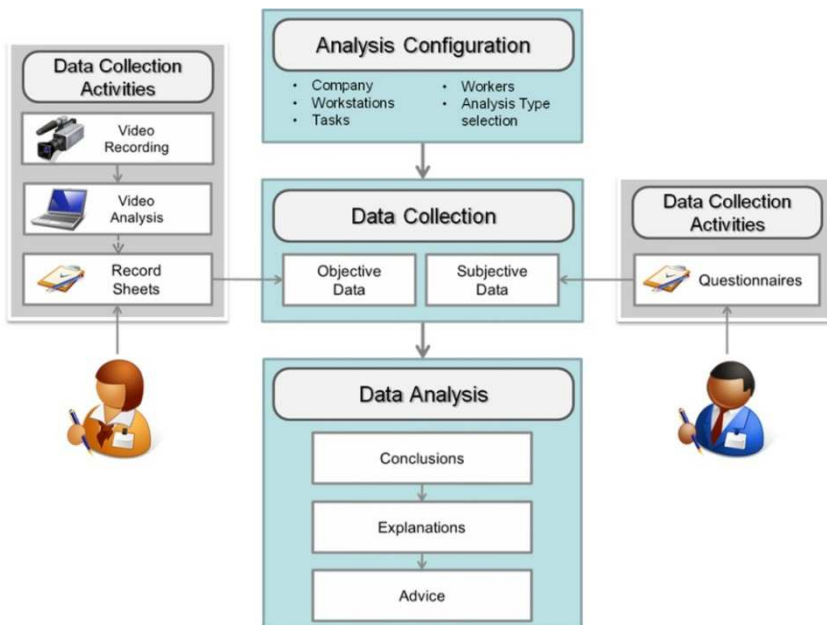 Analysis Configuration
• Company
• Workstations
• Tasks
• Workers
• Analysis Type
selection
Data Collection
Activities
Video
Recording
Video
Analysis
Record
Sheets
Data Collection
Objective
Data
Subjective
Data
Data Collection
Activities
Questionnaires
Data Analysis
Conclusions
Explanations
Advice